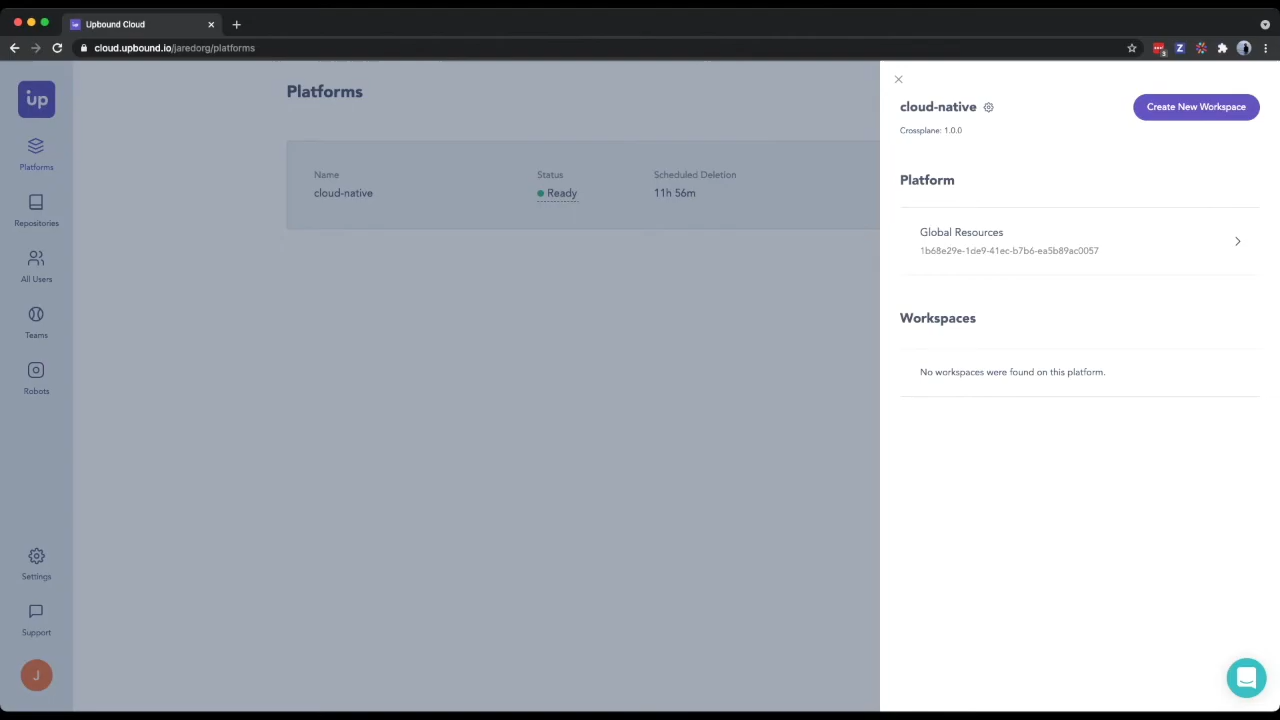 Upbound Cloud
cloud.upbound.io/jaredorg/platforms
up
Platforms
Repositories
All Users
Teams
Robots
Settings
Support
J
Platforms
Name Status Scheduled Deletion
cloud-native Ready 11h 56m
cloud-native
Create New Workspace
Crossplane: 1.0.0
Platform
Global Resources
1b68e29e-1de9-41ec-b7b6-ea5b89ac0057
Workspaces
No workspaces were found on this platform.